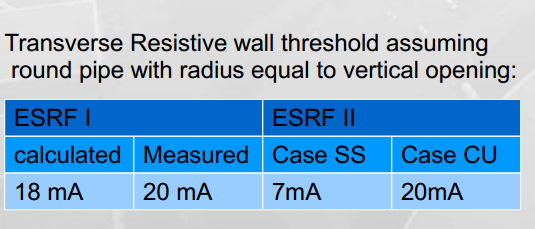 Transverse Resistive wall threshold assuming
round pipe with radius equal to vertical opening:
ESRF I ESRF II
calculated Measured Case SS Case CU
18 mA 20 mA 7mA 20mA